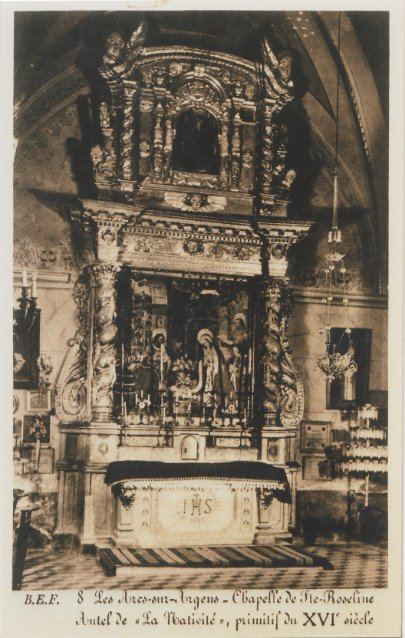 IHS
B.E.F. 8 Les Arcs-sur-Argens - Chapelle de Ste-Roseline
Autel de «La Nativité», primitif du XVIᵉ siècle